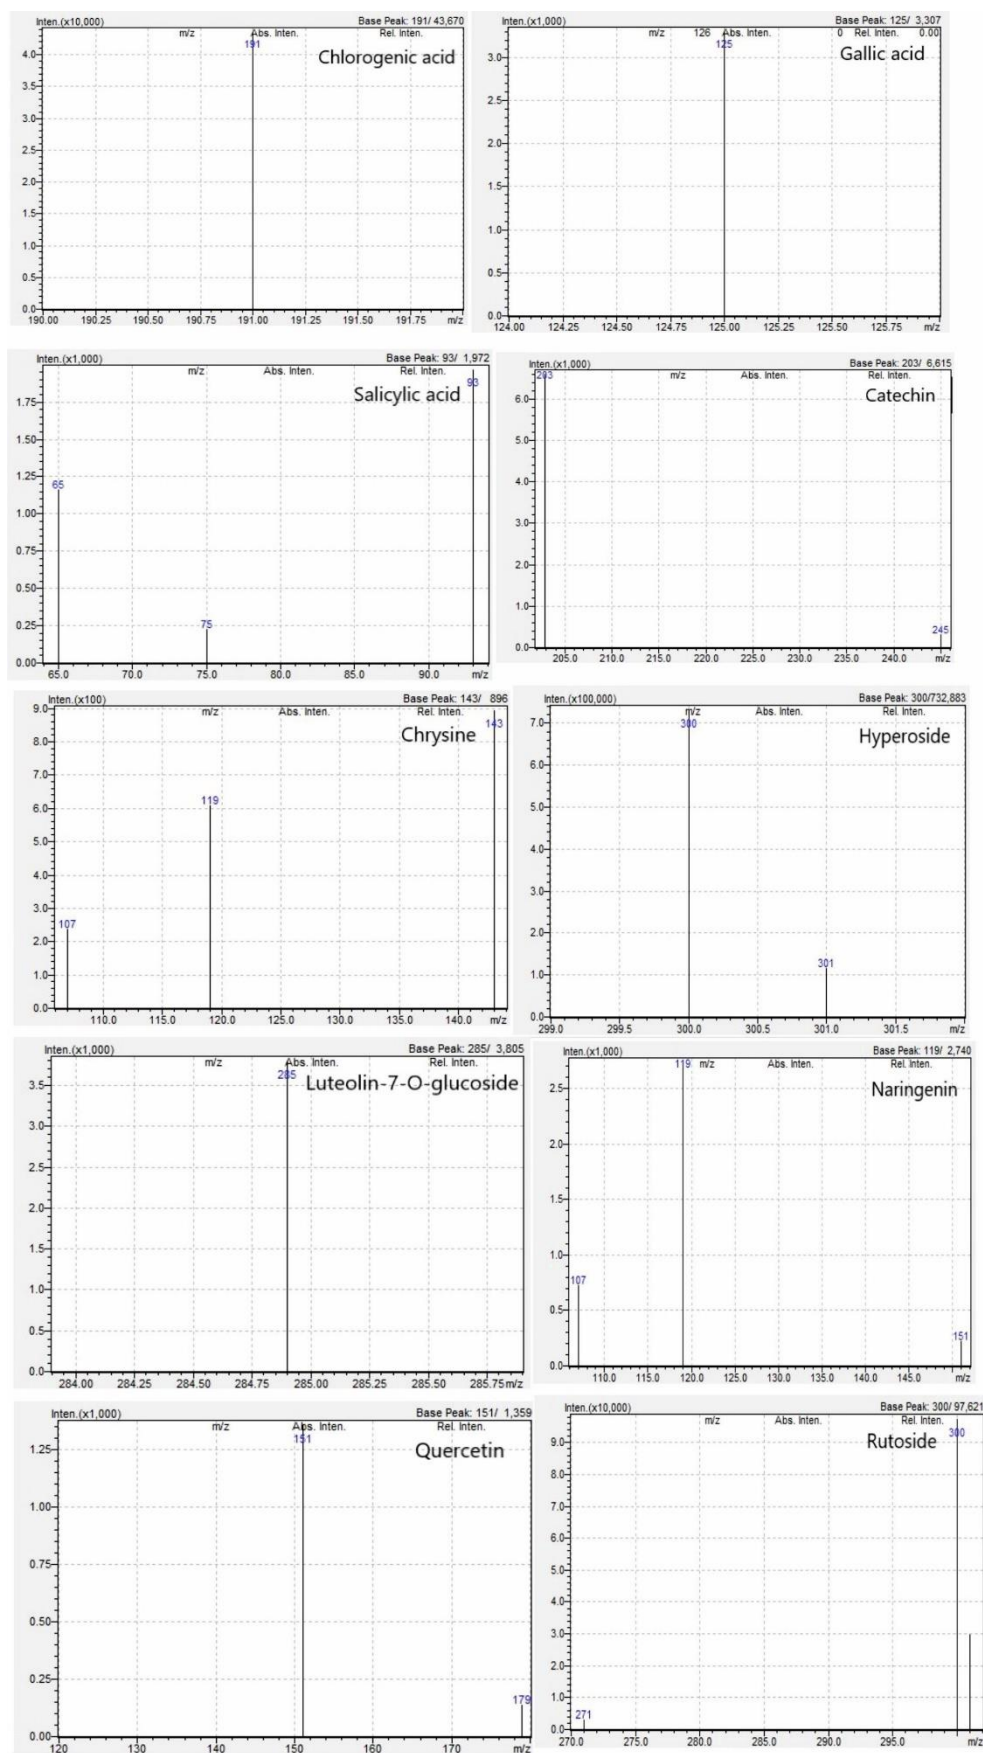 Inten.(x10,000) Base Peak: 191/ 43,670
m/z Abs. Inten. Rel. Inten.
191
Chlorogenic acid
4.0
3.5
3.0
2.5
2.0
1.5
1.0
0.5
0.0
190.00 190.25 190.50 190.75 191.00 191.25 191.50 191.75 m/z
Inten.(x1,000) Base Peak: 125/ 3,307
m/z 126 Abs. Inten. 0 Rel. Inten. 0.00
125
Gallic acid
3.0
2.5
2.0
1.5
1.0
0.5
0.0
124.00 124.25 124.50 124.75 125.00 125.25 125.50 125.75 m/z
Inten.(x1,000) Base Peak: 93/ 1,972
m/z Abs. Inten. Rel. Inten.
93
Salicylic acid
1.75
1.50
1.25
65
1.00
0.75
0.50
0.25
75
0.00
65.0 70.0 75.0 80.0 85.0 90.0 m/z
Inten.(x1,000) Base Peak: 203/ 6,615
203 m/z Abs. Inten. Rel. Inten.
Catechin
6.0
5.0
4.0
3.0
2.0
1.0
245
0.0
205.0 210.0 215.0 220.0 225.0 230.0 235.0 240.0 m/z
Inten.(x100) Base Peak: 143/ 896
m/z Abs. Inten. Rel. Inten.
143
Chrysine
9.0
8.0
7.0
119
6.0
5.0
4.0
3.0
107
2.0
1.0
0.0
110.0 115.0 120.0 125.0 130.0 135.0 140.0 m/z
Inten.(x100,000) Base Peak: 300/732,883
m/z Abs. Inten. Rel. Inten.
300
Hyperoside
7.0
6.0
5.0
4.0
3.0
2.0
301
1.0
0.0
299.0 299.5 300.0 300.5 301.0 301.5 m/z
Inten.(x1,000) Base Peak: 285/ 3,805
m/z Abs. Inten. Rel. Inten.
285
Luteolin-7-O-glucoside
3.5
3.0
2.5
2.0
1.5
1.0
0.5
0.0
284.00 284.25 284.50 284.75 285.00 285.25 285.50 285.75 m/z
Inten.(x1,000) Base Peak: 119/ 2,740
119 m/z Abs. Inten. Rel. Inten.
Naringenin
2.5
2.0
1.5
1.0
107
0.5
151
0.0
110.0 115.0 120.0 125.0 130.0 135.0 140.0 145.0 m/z
Inten.(x1,000) Base Peak: 151/ 1,359
m/z Abs. Inten. Rel. Inten.
151
Quercetin
1.25
1.00
0.75
0.50
0.25
179
0.00
120 130 140 150 160 170 m/z
Inten.(x10,000) Base Peak: 300/ 97,621
m/z Abs. Inten. Rel. Inten.
300
Rutoside
9.0
8.0
7.0
6.0
5.0
4.0
3.0
2.0
1.0
271
0.0
270.0 275.0 280.0 285.0 290.0 295.0 m/z